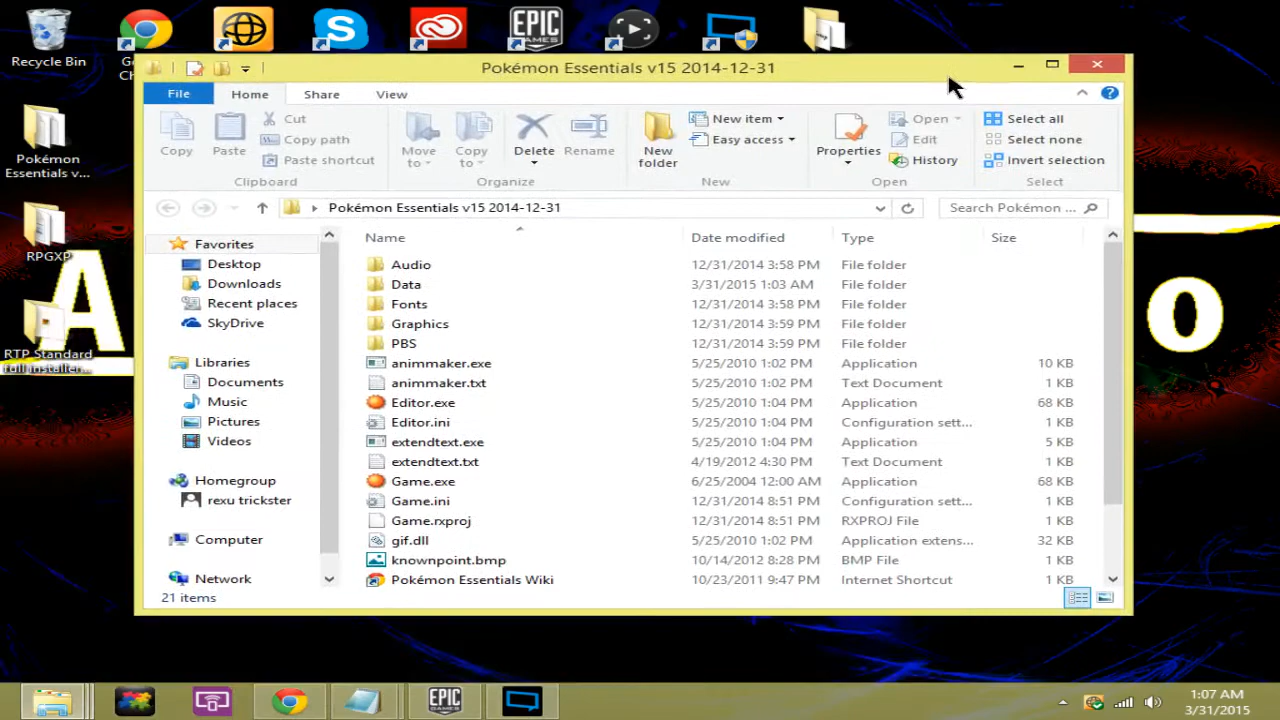 Recycle Bin
G
Ch
EPIC
GAMES
Pokémon
Essentials v...
RPGXP
RTP Standard
full installer...
A
o
Pokémon Essentials v15 2014-12-31
File Home Share View
Copy
Paste
Cut
Copy path
Paste shortcut
Clipboard
Move to
Copy to
Delete
Rename
Organize
New folder
New item
Easy access
New
Properties
Open
Edit
History
Open
Select all
Select none
Invert selection
Select
Pokémon Essentials v15 2014-12-31
Search Pokémon ...
Favorites
Desktop
Downloads
Recent places
SkyDrive
Libraries
Documents
Music
Pictures
Videos
Homegroup
rexu trickster
Computer
Network
Name Date modified Type Size
Audio 12/31/2014 3:58 PM File folder
Data 3/31/2015 1:03 AM File folder
Fonts 12/31/2014 3:58 PM File folder
Graphics 12/31/2014 3:59 PM File folder
PBS 12/31/2014 3:59 PM File folder
animmaker.exe 5/25/2010 1:02 PM Application 10 KB
animmaker.txt 5/25/2010 1:02 PM Text Document 1 KB
Editor.exe 5/25/2010 1:04 PM Application 68 KB
Editor.ini 5/25/2010 1:04 PM Configuration sett... 1 KB
extendtext.exe 5/25/2010 1:04 PM Application 5 KB
extendtext.txt 4/19/2012 4:30 PM Text Document 1 KB
Game.exe 6/25/2004 12:00 AM Application 68 KB
Game.ini 12/31/2014 8:51 PM Configuration sett... 1 KB
Game.rxproj 12/31/2014 8:51 PM RXPROJ File 1 KB
gif.dll 5/25/2010 1:02 PM Application extens... 32 KB
knownpoint.bmp 10/14/2012 8:28 PM BMP File 1 KB
Pokémon Essentials Wiki 10/23/2011 9:47 PM Internet Shortcut 1 KB
21 items
EPIC
1:07 AM
3/31/2015